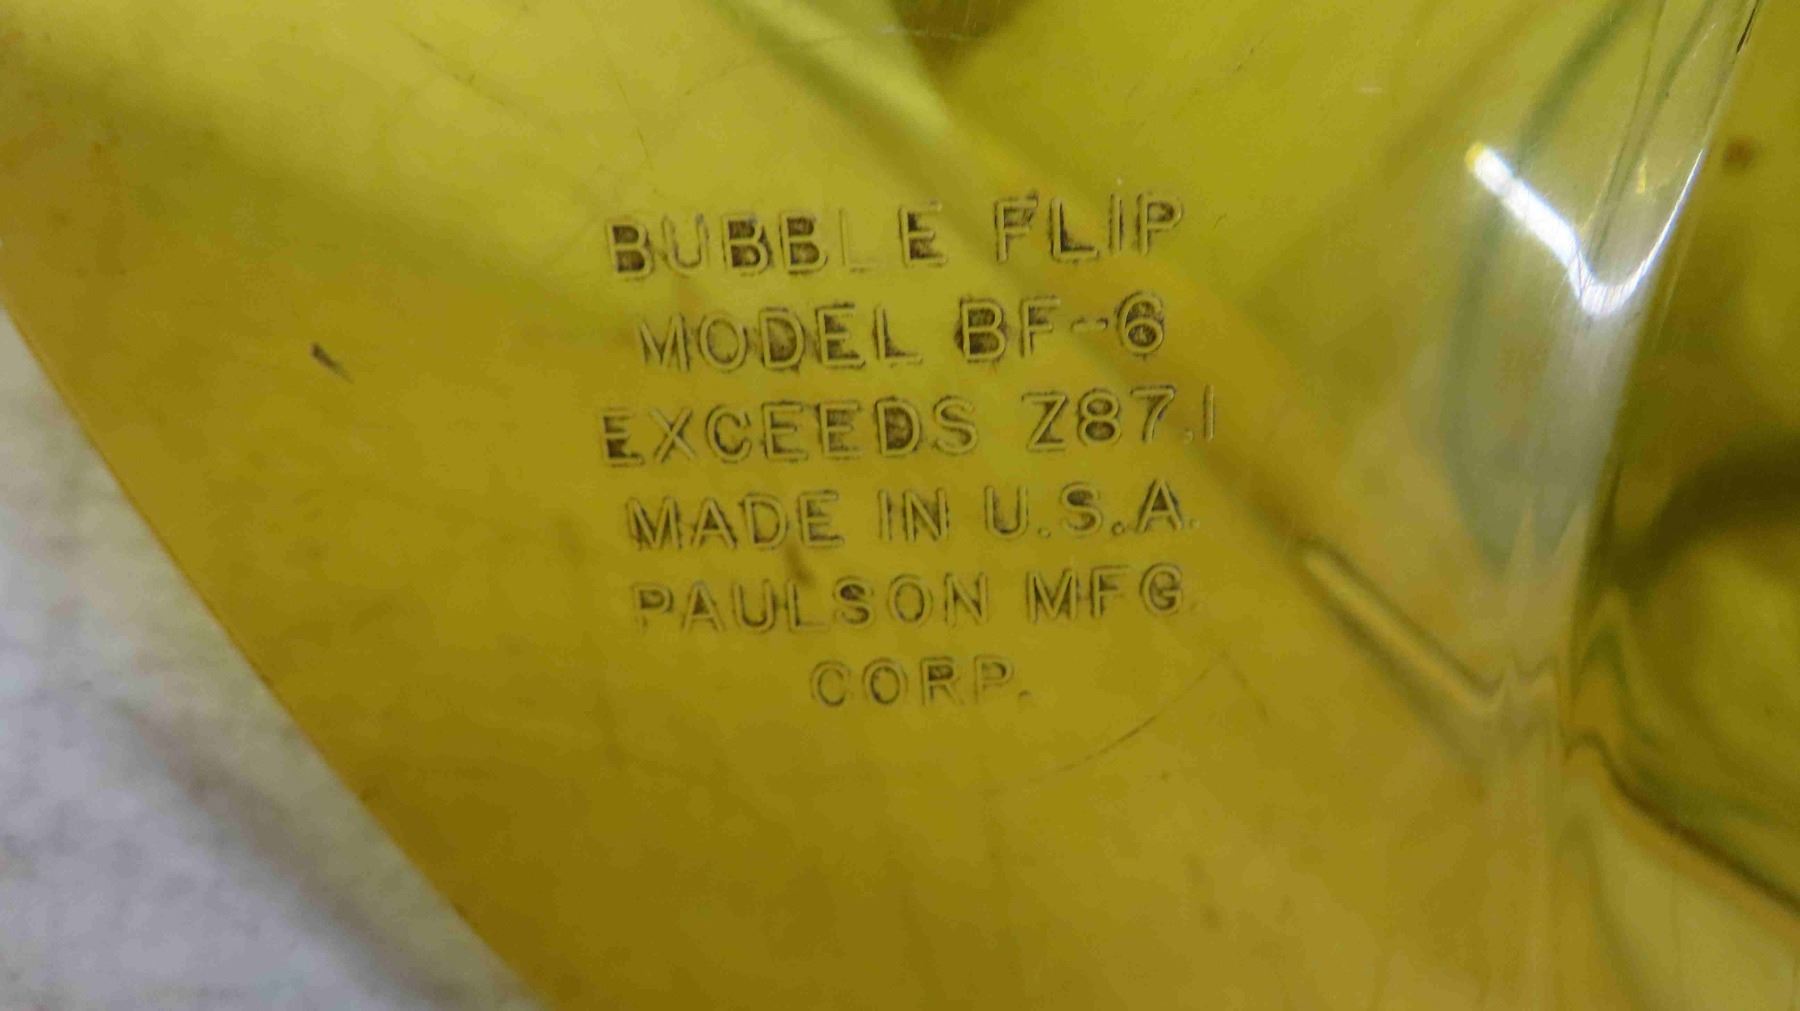 BUBBLE FLIP
MODEL BF-6
EXCEEDS Z87.1
MADE IN U.S.A.
PAULSON MFG
CORP.